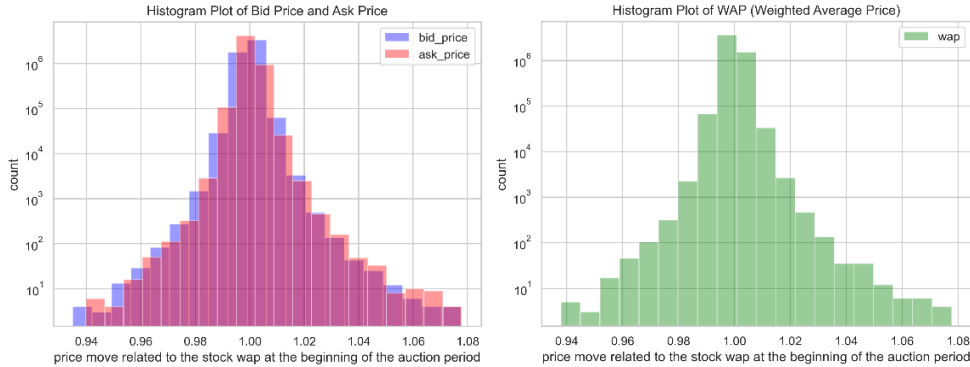 Histogram Plot of Bid Price and Ask Price
bid_price
ask_price
10^6
10^5
10^4
10^3
10^2
10^1
count
0.94 0.96 0.98 1.00 1.02 1.04 1.06 1.08
price move related to the stock wap at the beginning of the auction period
Histogram Plot of WAP (Weighted Average Price)
wap
10^6
10^5
10^4
10^3
10^2
10^1
count
0.94 0.96 0.98 1.00 1.02 1.04 1.06 1.08
price move related to the stock wap at the beginning of the auction period